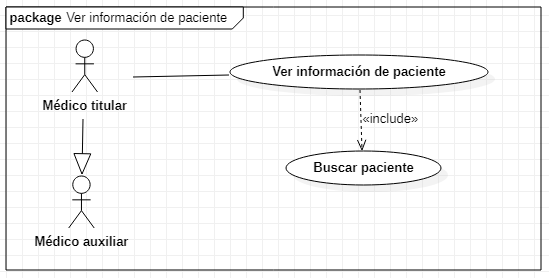 package Ver información de paciente
Médico titular
Ver información de paciente
«include»
Buscar paciente
Médico auxiliar